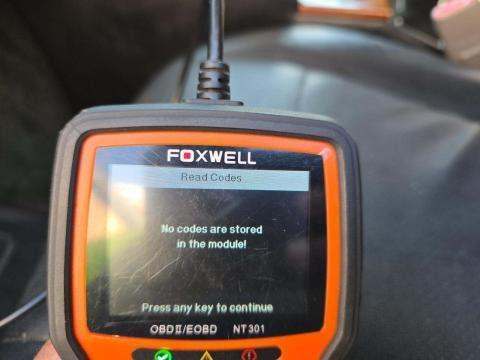 FOXWELL
Read Codes
No codes are stored
in the module!
Press any key to continue
OBDII/EOBD NT301